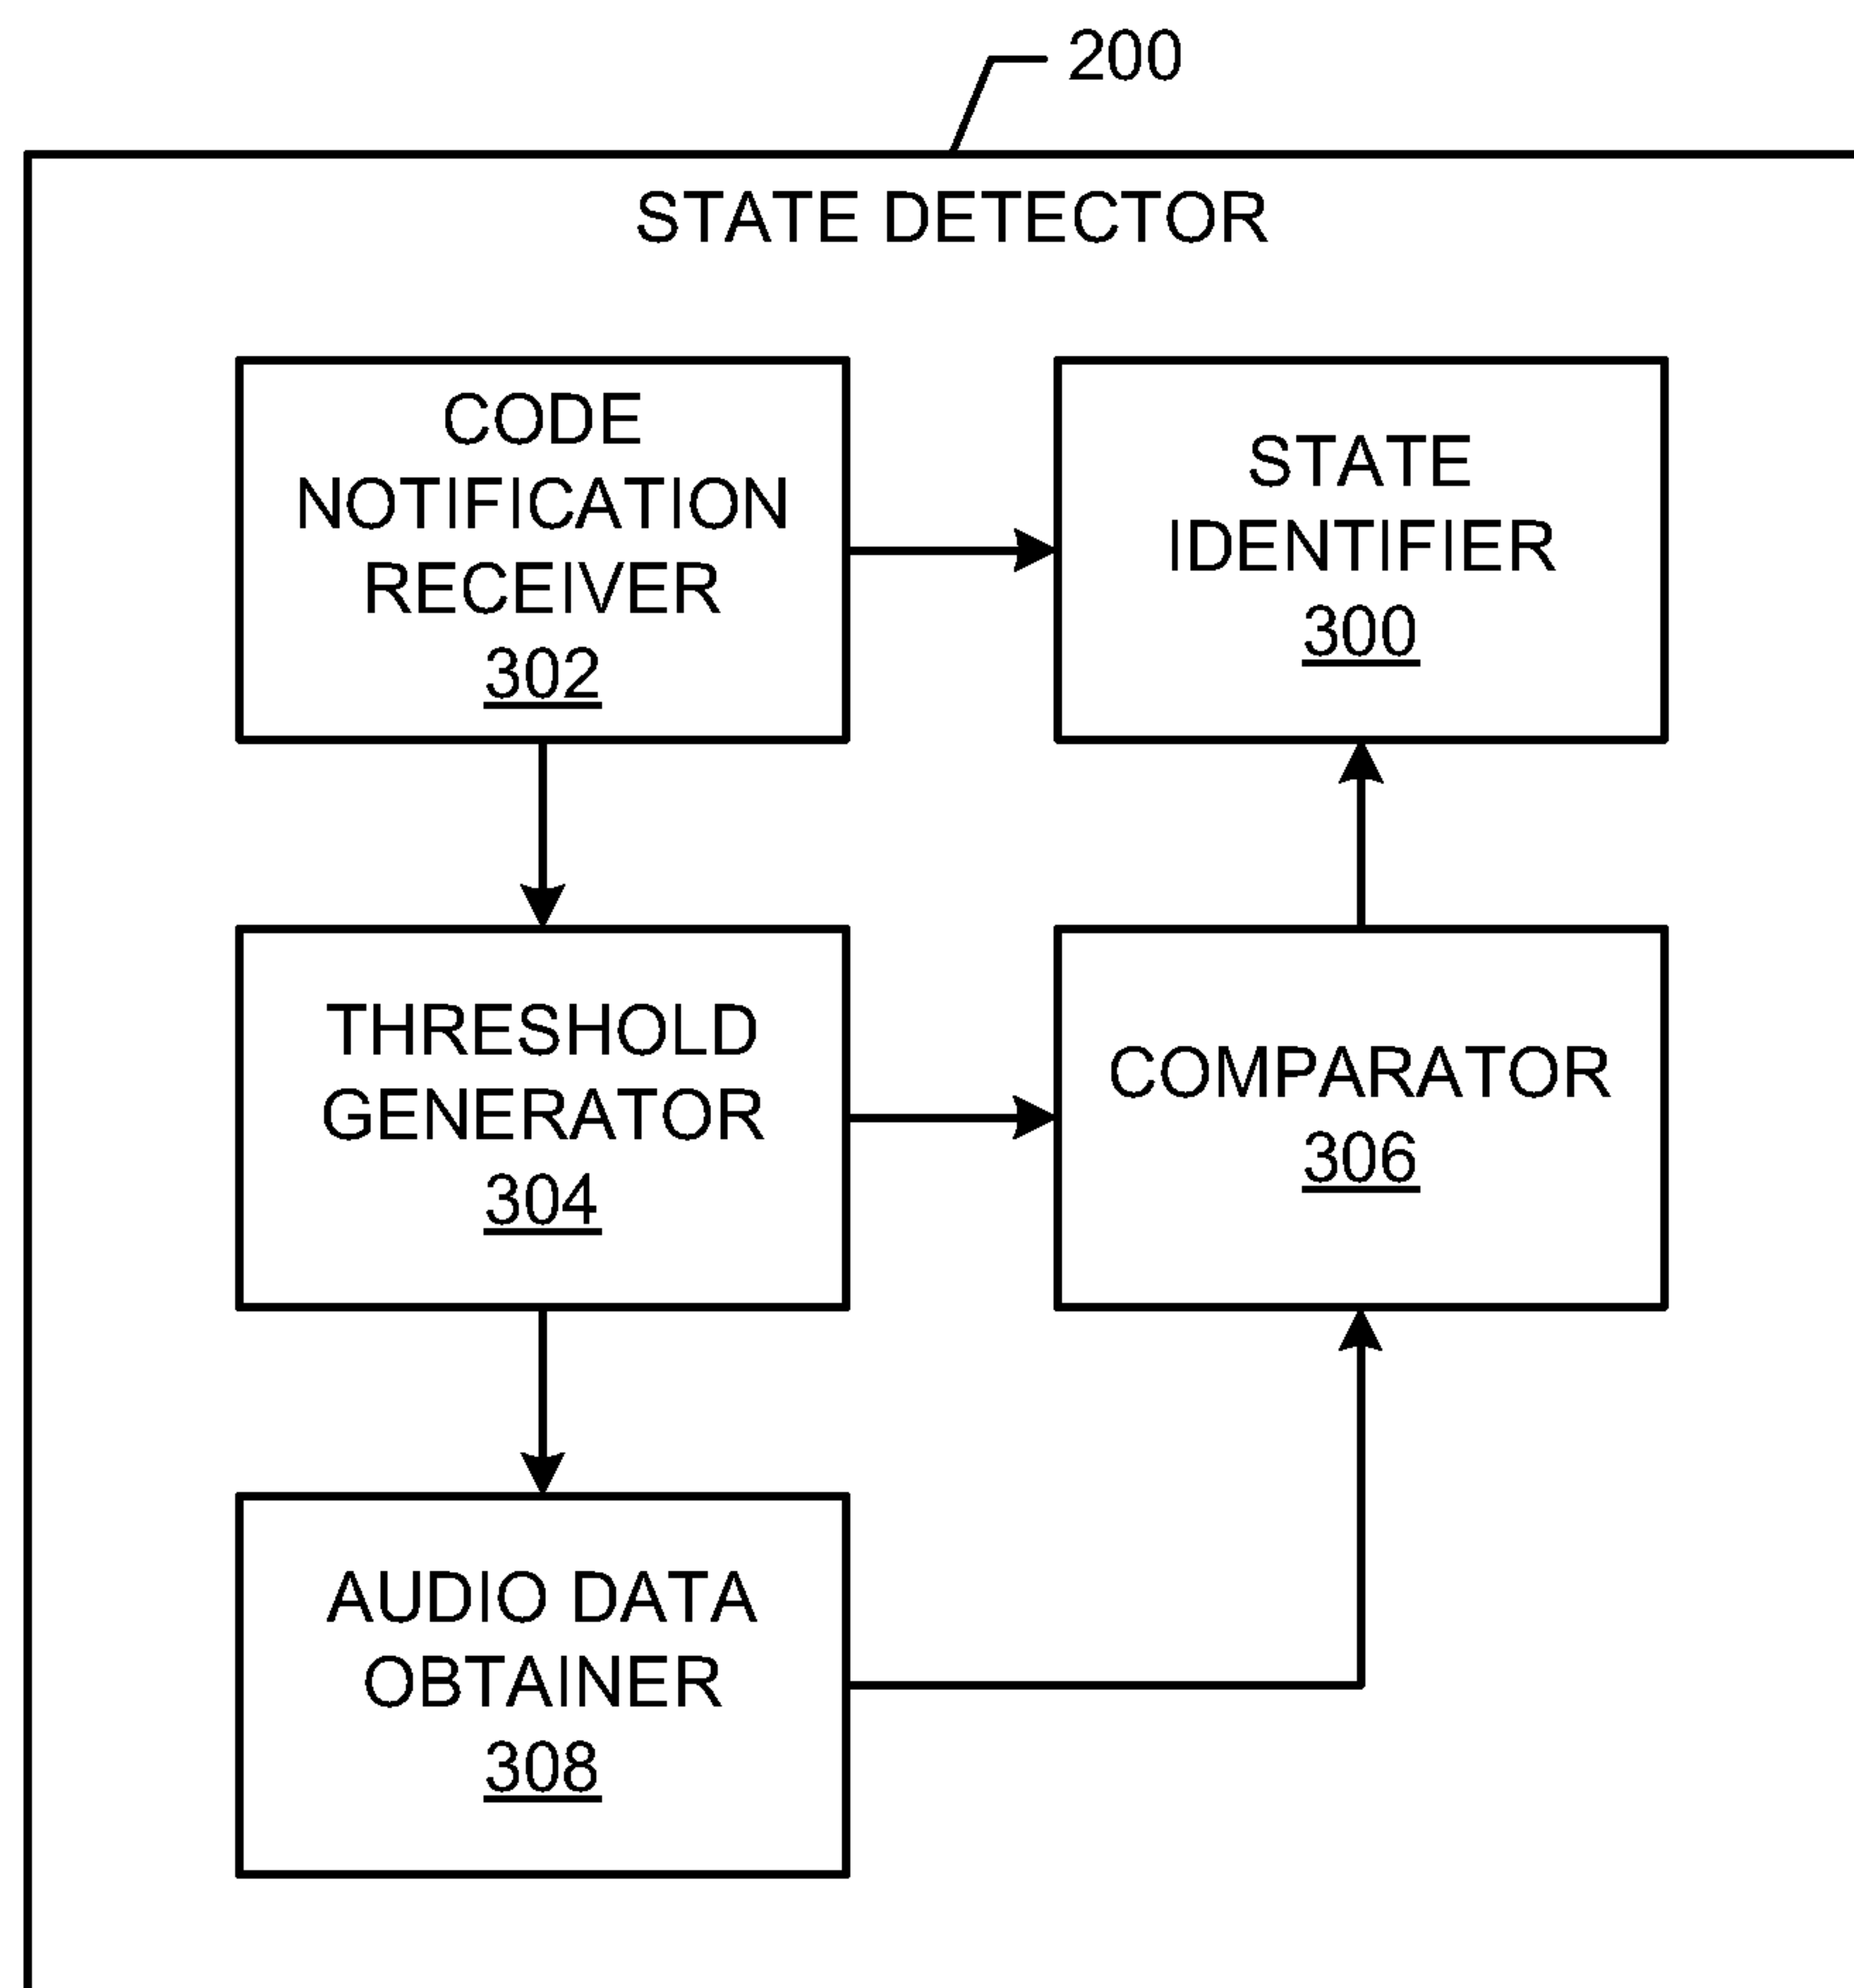 200
STATE DETECTOR
CODE
NOTIFICATION
RECEIVER
302
STATE
IDENTIFIER
300
THRESHOLD
GENERATOR
304
COMPARATOR
306
AUDIO DATA
OBTAINER
308